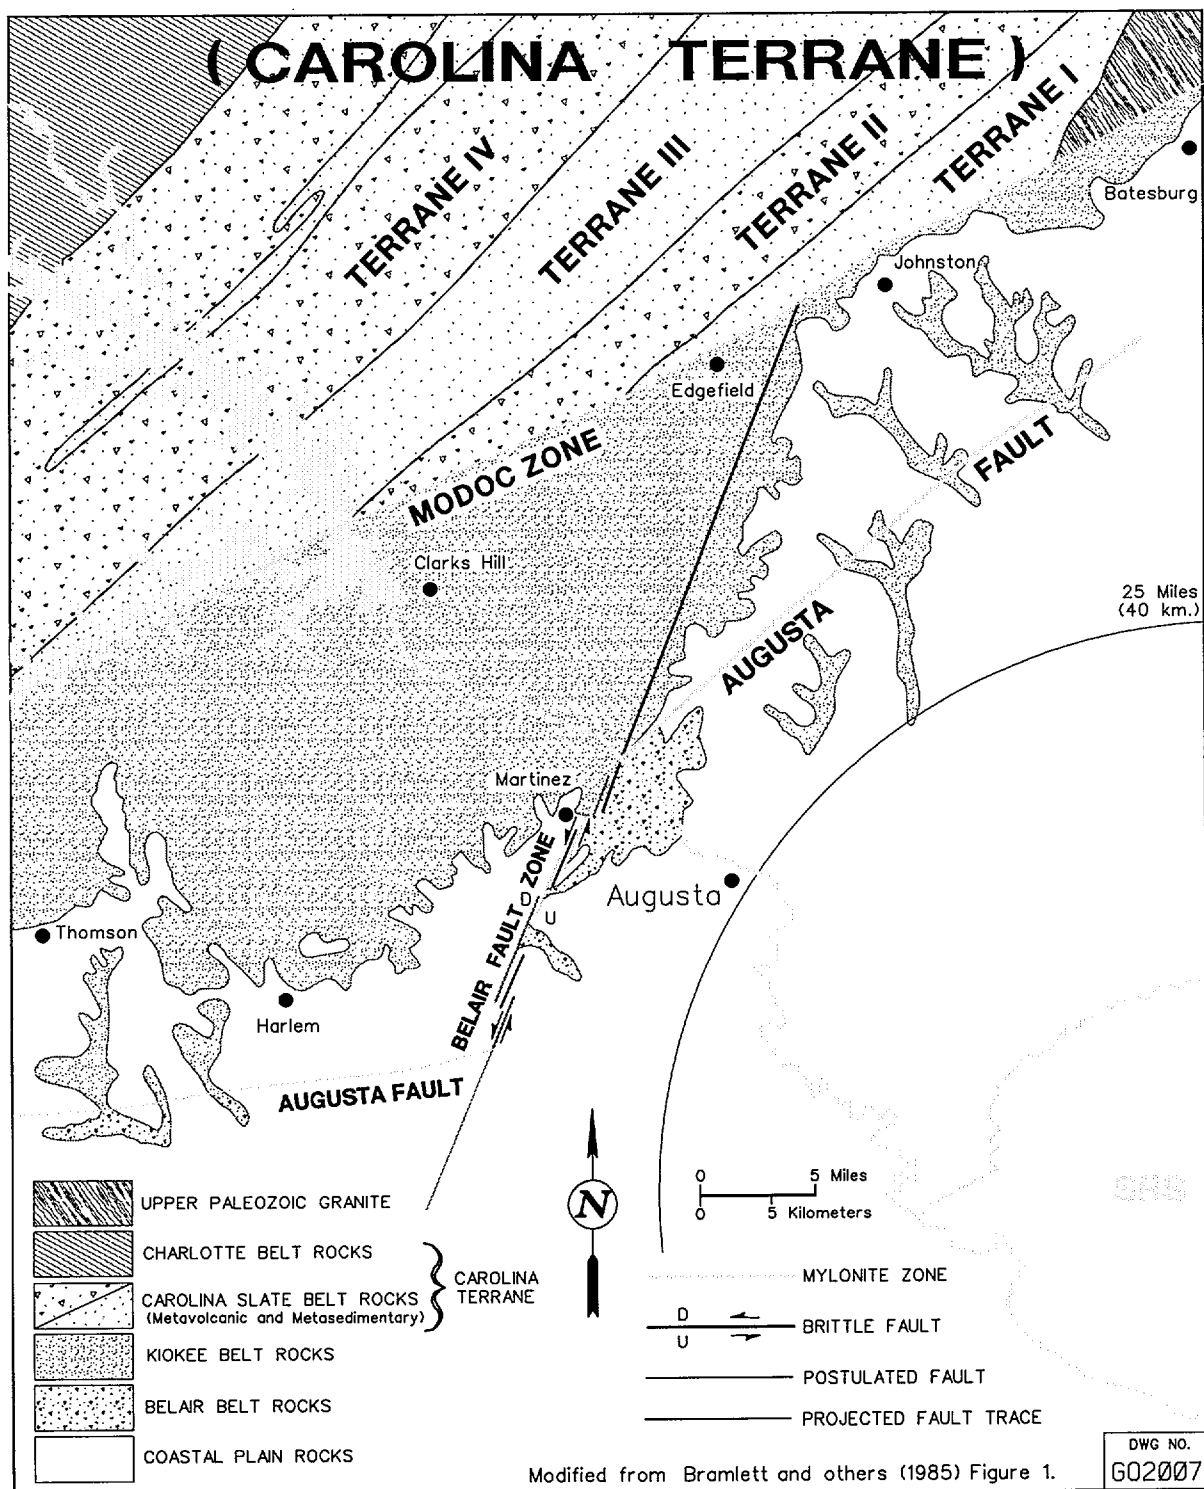 ( CAROLINA TERRANE )
TERRANE IV
TERRANE III
TERRANE II
TERRANE I
Batesburg
Johnston
Edgefield
MODOC ZONE
FAULT
Clarks Hill
25 Miles
(40 km.)
AUGUSTA
Martinez
BELAIR FAULT ZONE
D
U
Augusta
Thomson
Harlem
AUGUSTA FAULT
N
0 5 Miles
0 5 Kilometers
SRS
UPPER PALEOZOIC GRANITE
CHARLOTTE BELT ROCKS
CAROLINA SLATE BELT ROCKS
(Metavolcanic and Metasedimentary)
CAROLINA
TERRANE
KIOKEE BELT ROCKS
BELAIR BELT ROCKS
COASTAL PLAIN ROCKS
MYLONITE ZONE
D
U
BRITTLE FAULT
POSTULATED FAULT
PROJECTED FAULT TRACE
Modified from Bramlett and others (1985) Figure 1.
DWG NO.
G02007